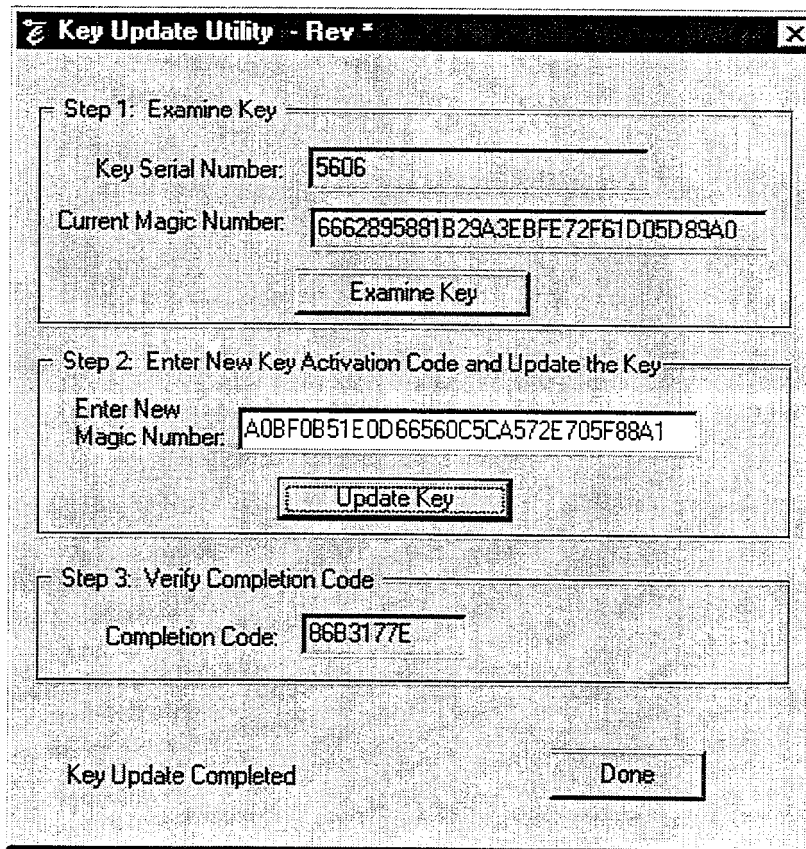 Key Update Utility - Rev *
Step 1: Examine Key
Key Serial Number: 5606
Current Magic Number: 6662895881B29A3EBFE72F61D05D89A0
Examine Key
Step 2: Enter New Key Activation Code and Update the Key
Enter New
Magic Number: A0BF0B51E0D66560C5CA572E705F88A1
Update Key
Step 3: Verify Completion Code
Completion Code: 86B3177E
Key Update Completed
Done